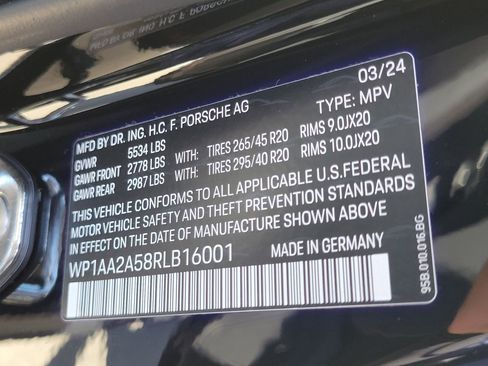 03/24
MFD BY DR. ING. H.C. F. PORSCHE AG TYPE: MPV
GVWR 5534 LBS
GAWR FRONT 2778 LBS WITH: TIRES 265/45 R20 RIMS 9.0JX20
GAWR REAR 2987 LBS WITH: TIRES 295/40 R20 RIMS 10.0JX20
THIS VEHICLE CONFORMS TO ALL APPLICABLE U.S.FEDERAL
MOTOR VEHICLE SAFETY AND THEFT PREVENTION STANDARDS
IN EFFECT ON THE DATE OF MANUFACTURE SHOWN ABOVE.
WP1AA2A58RLB16001 MADE IN GERMANY
95B.010.016.BG